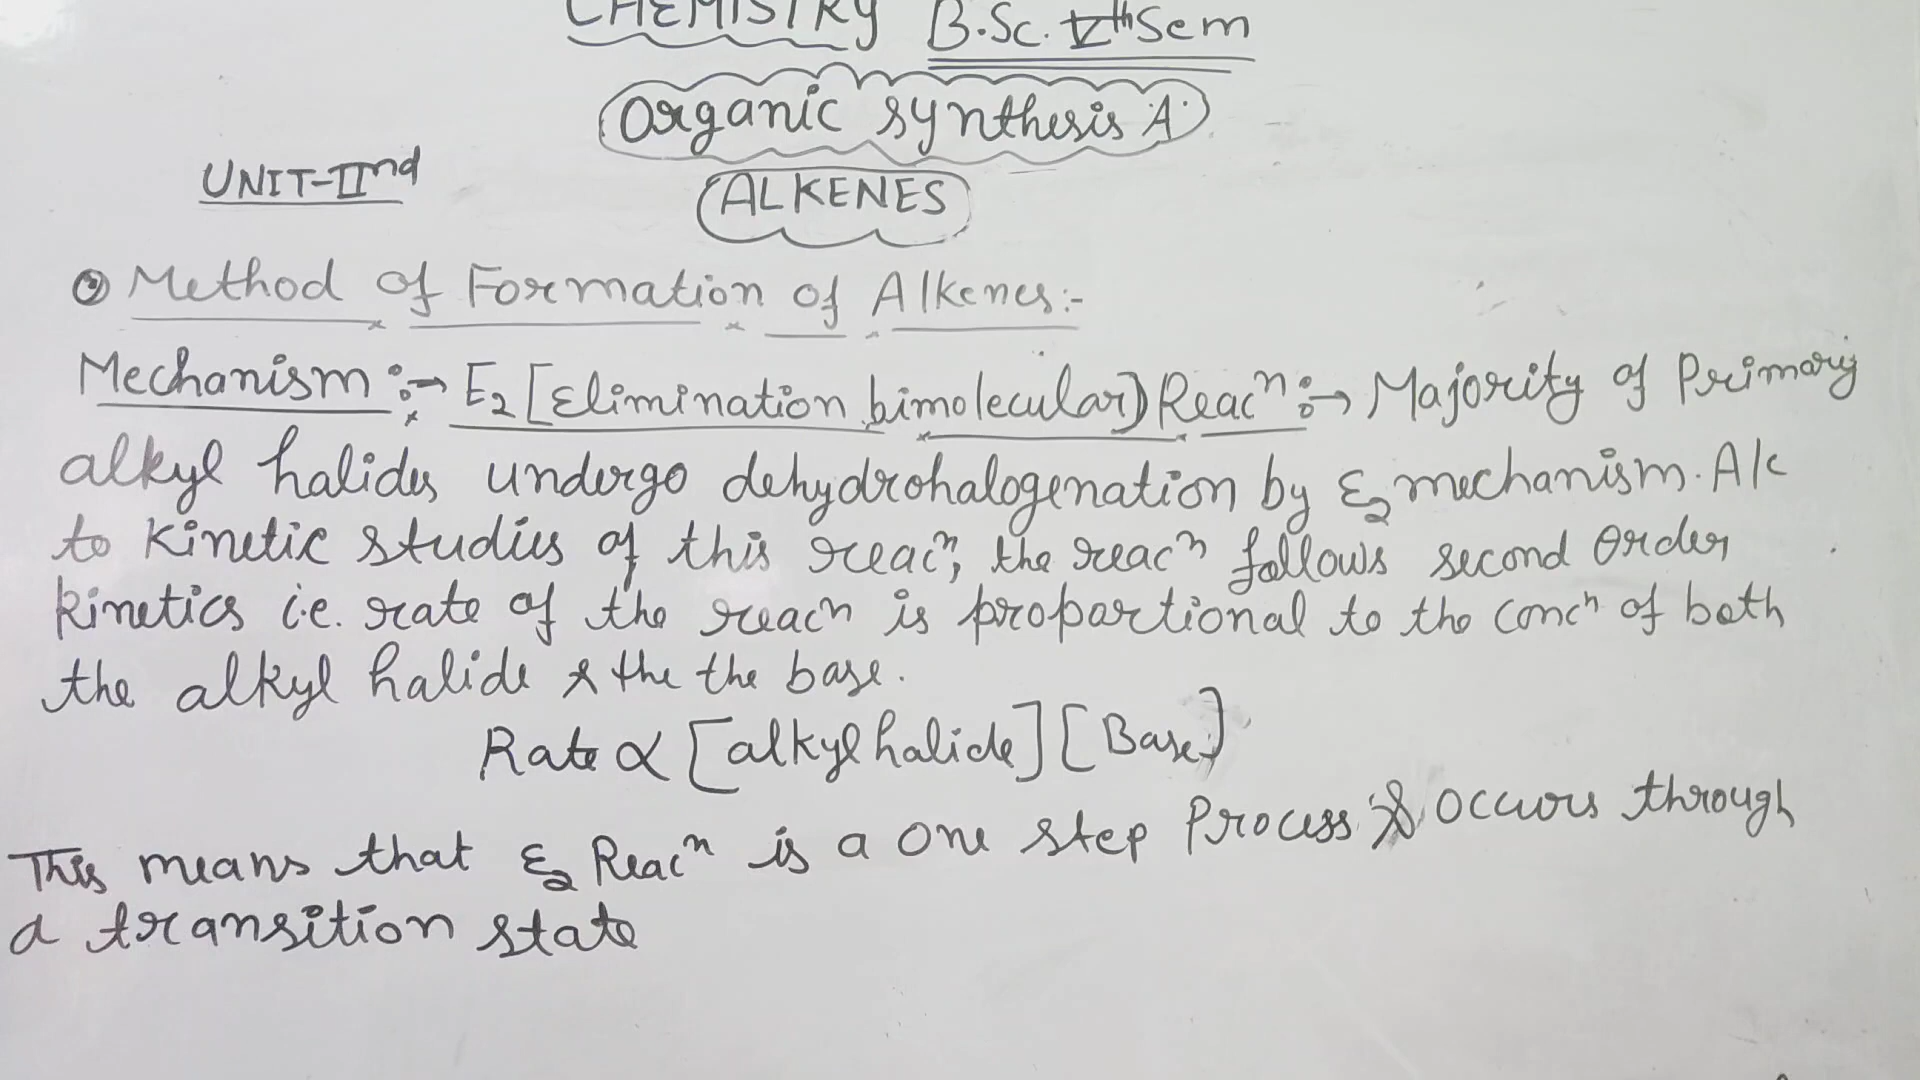 CHEMISTRY B.Sc. Vth Sem
Organic synthesis A
UNIT-IInd
ALKENES
Method of Formation of Alkenes:-
Mechanism :→ E2 [Elimination bimolecular) Reacn :→ Majority of Primary
alkyl halides undergo dehydrohalogenation by E2 mechanism. A/c
to Kinetic studies of this reacn, the reacn follows second order
kinetics i.e. rate of the reacn is proportional to the concn of both
the alkyl halide & the the base.
Rate ∝ [alkyl halide] [Base]
This means that E2 Reacn is a one step Process & occurs through
a transition state